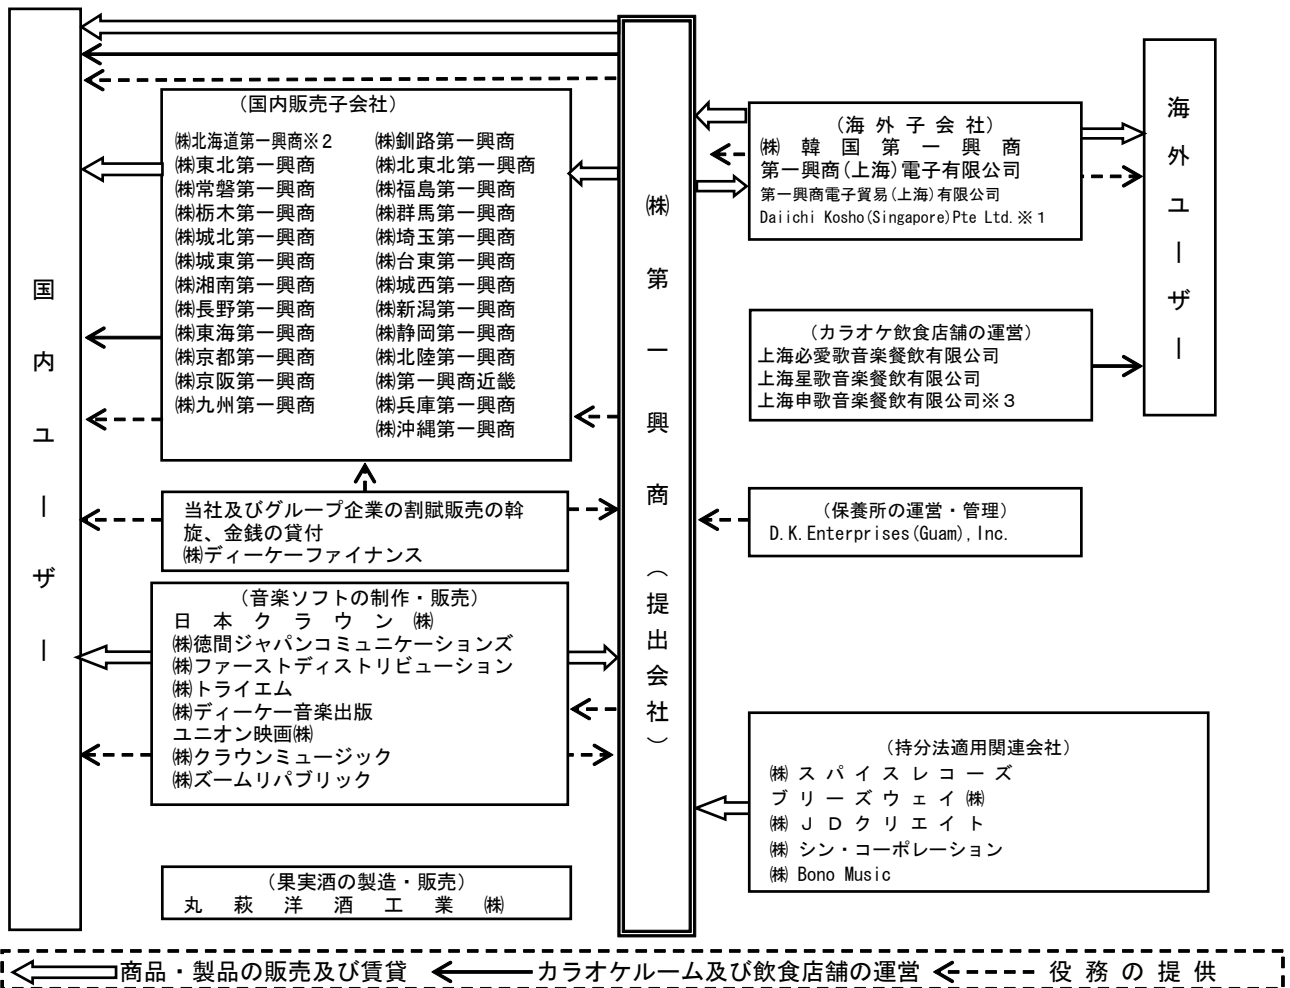 国内ユーザー
（国内販売子会社）
㈱北海道第一興商※2
㈱東北第一興商
㈱常磐第一興商
㈱栃木第一興商
㈱城北第一興商
㈱城東第一興商
㈱湘南第一興商
㈱長野第一興商
㈱東海第一興商
㈱京都第一興商
㈱京阪第一興商
㈱九州第一興商
㈱釧路第一興商
㈱北東北第一興商
㈱福島第一興商
㈱群馬第一興商
㈱埼玉第一興商
㈱台東第一興商
㈱城西第一興商
㈱新潟第一興商
㈱静岡第一興商
㈱北陸第一興商
㈱第一興商近畿
㈱兵庫第一興商
㈱沖縄第一興商
当社及びグループ企業の割賦販売の斡
旋、金銭の貸付
㈱ディーケーファイナンス
（音楽ソフトの制作・販売）
日本クラウン㈱
㈱徳間ジャパンコミュニケーションズ
㈱ファーストディストリビューション
㈱トライエム
㈱ディーケー音楽出版
ユニオン映画㈱
㈱クラウンミュージック
㈱ズームリパブリック
（果実酒の製造・販売）
丸萩洋酒工業㈱
㈱第一興商（提出会社）
（海外子会社）
㈱韓国第一興商
第一興商(上海)電子有限公司
第一興商電子貿易(上海)有限公司
Daiichi Kosho(Singapore)Pte Ltd.※1
（カラオケ飲食店舗の運営）
上海必愛歌音楽餐飲有限公司
上海星歌音楽餐飲有限公司
上海申歌音楽餐飲有限公司※3
（保養所の運営・管理）
D.K.Enterprises(Guam),Inc.
（持分法適用関連会社）
㈱スパイスレコーズ
ブリーズウェイ㈱
㈱ＪＤクリエイト
㈱シン・コーポレーション
㈱ Bono Music
海外ユーザー
商品・製品の販売及び賃貸 カラオケルーム及び飲食店舗の運営 役務の提供